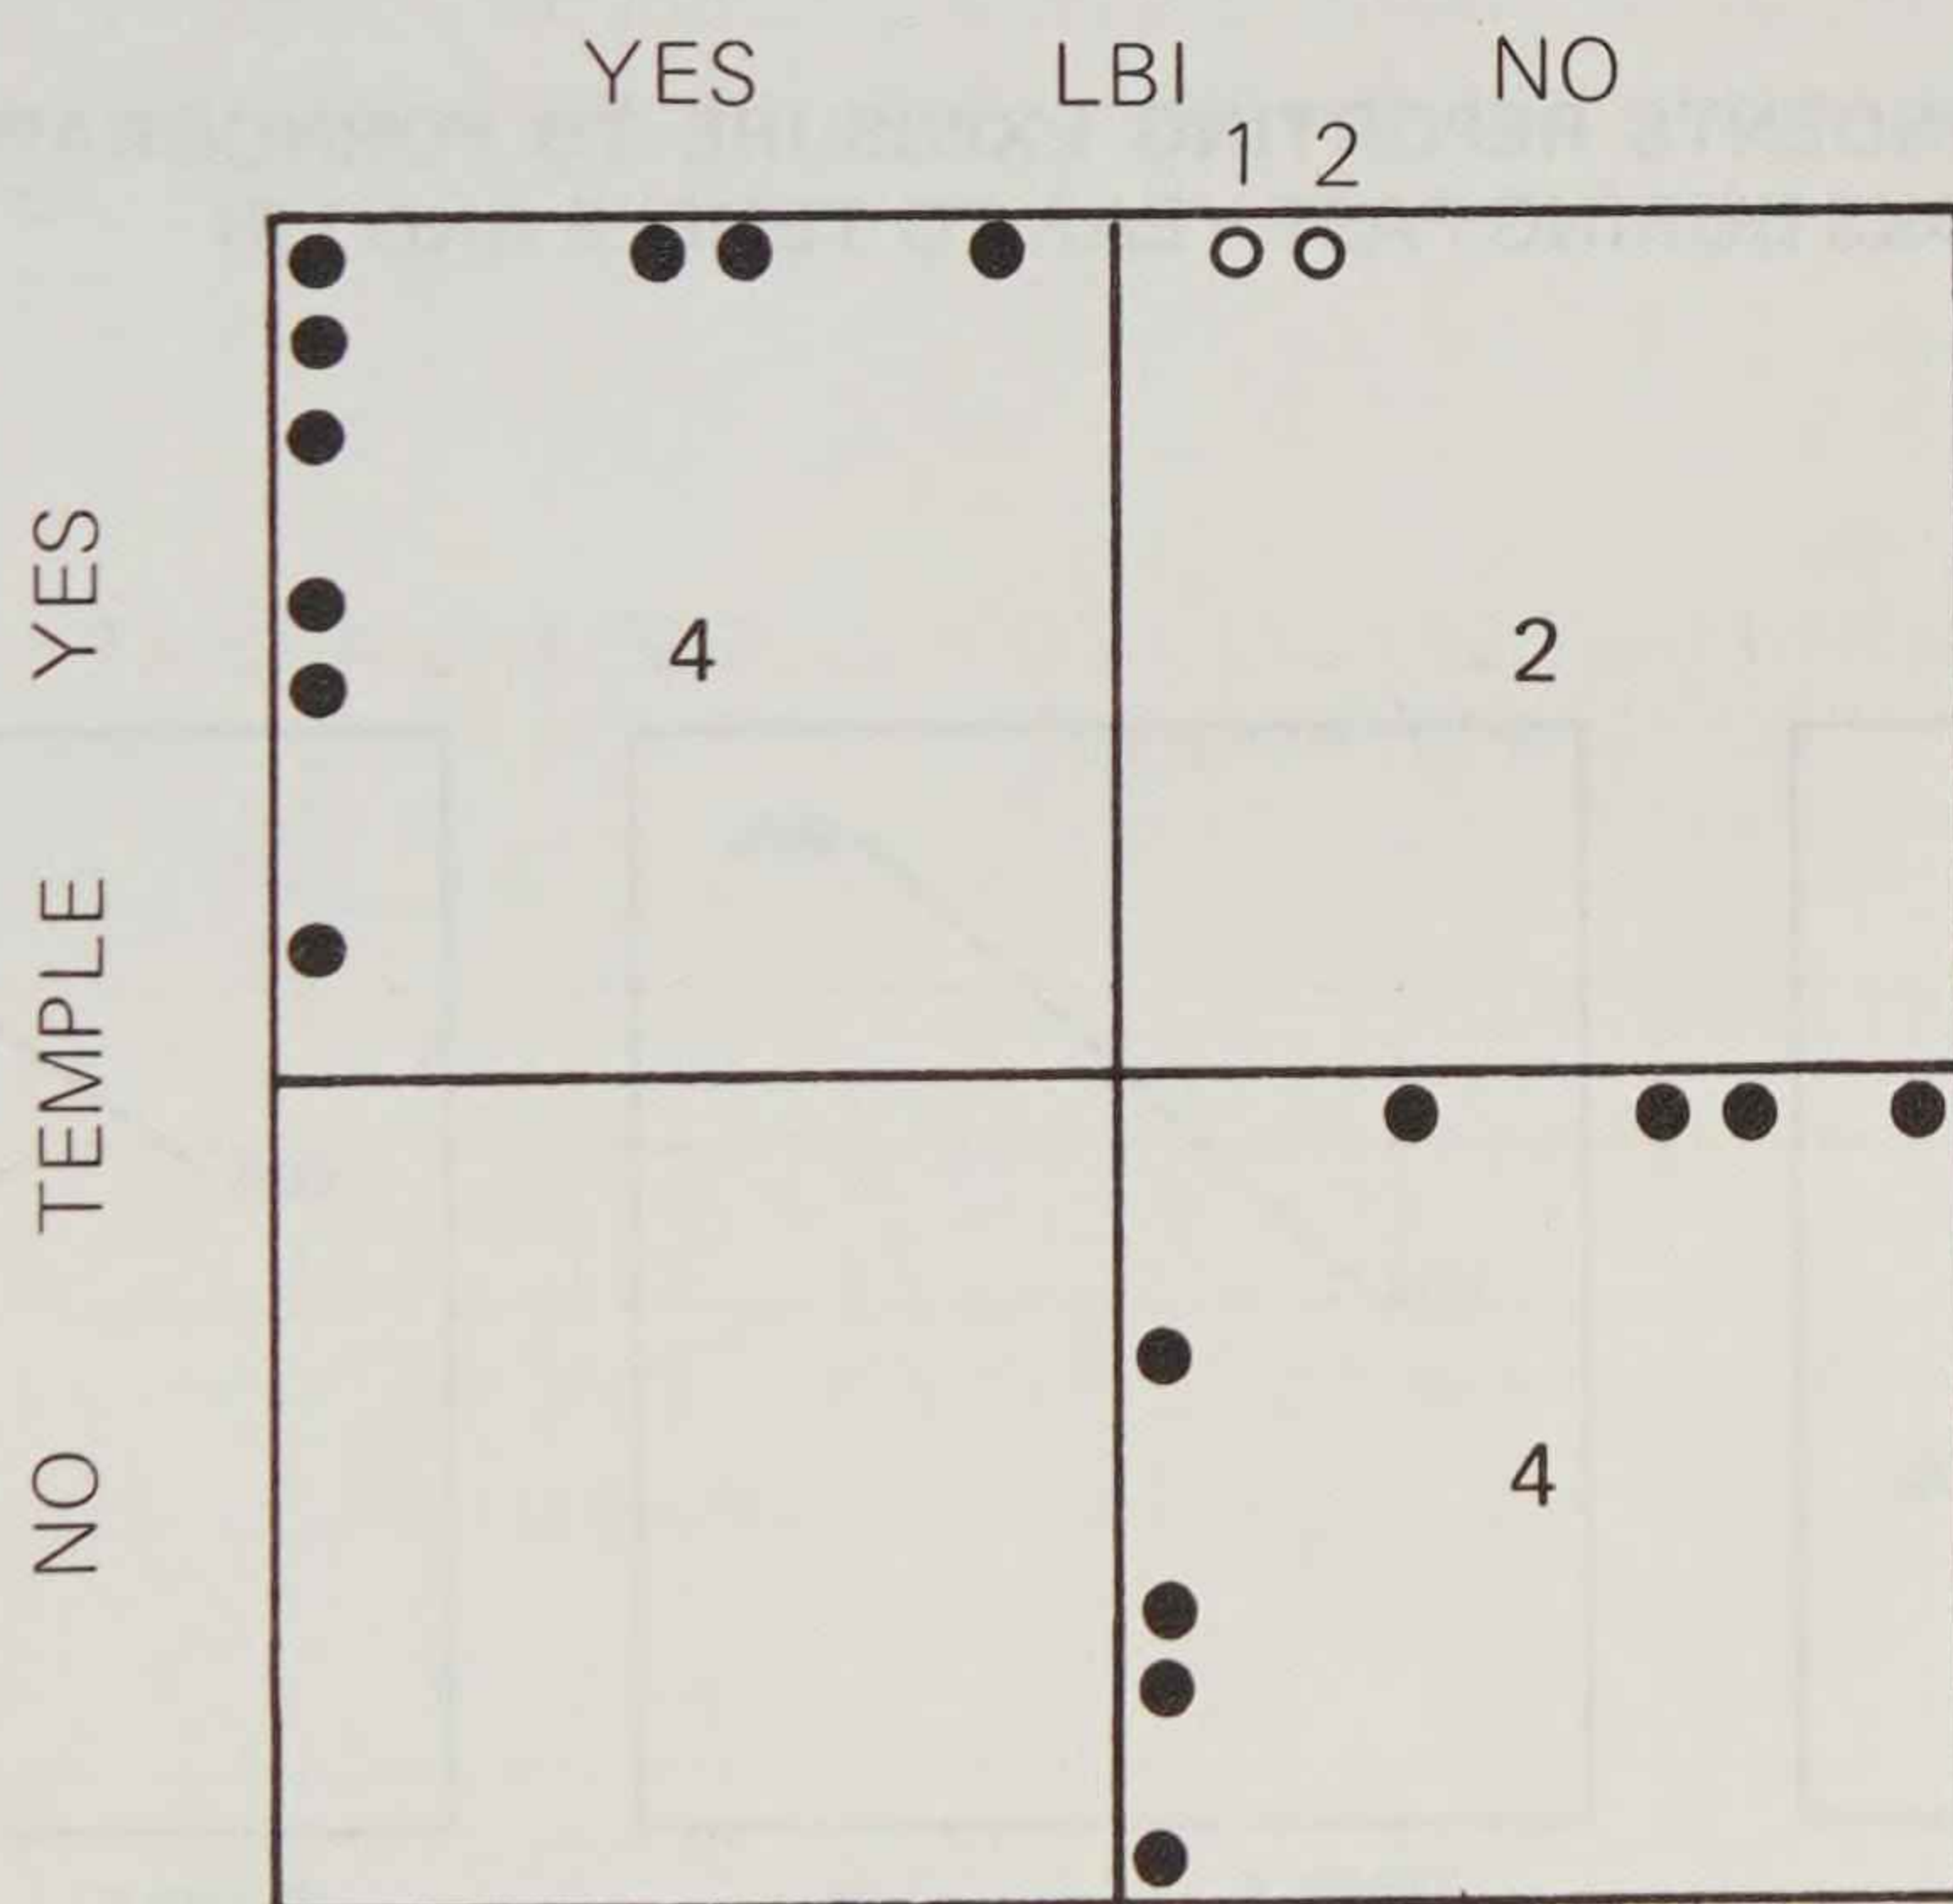 YES LBI NO
1 2
YES
TEMPLE
NO
4 2
4